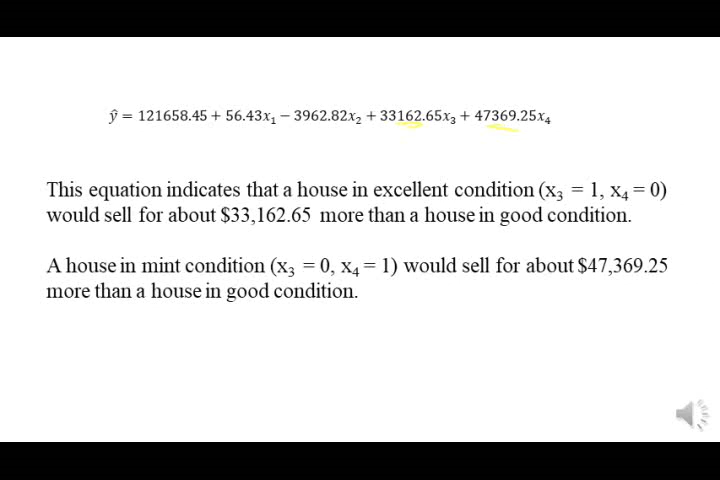 ŷ = 121658.45 + 56.43x₁ − 3962.82x₂ + 33162.65x₃ + 47369.25x₄
This equation indicates that a house in excellent condition (x₃ = 1, x₄ = 0)
would sell for about $33,162.65 more than a house in good condition.
A house in mint condition (x₃ = 0, x₄ = 1) would sell for about $47,369.25
more than a house in good condition.